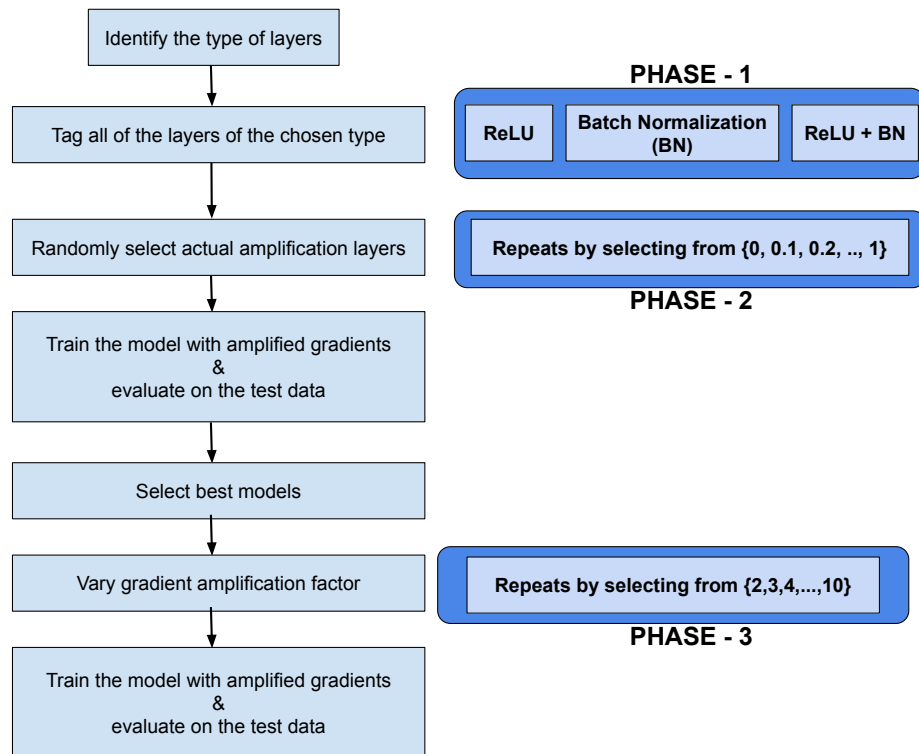 Identify the type of layers
PHASE - 1
Tag all of the layers of the chosen type
ReLU
Batch Normalization
(BN)
ReLU + BN
Randomly select actual amplification layers
Repeats by selecting from {0, 0.1, 0.2, .., 1}
PHASE - 2
Train the model with amplified gradients
&
evaluate on the test data
Select best models
Vary gradient amplification factor
Repeats by selecting from {2,3,4,...,10}
PHASE - 3
Train the model with amplified gradients
&
evaluate on the test data